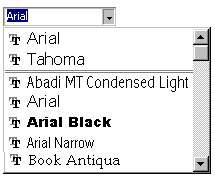 Arial
Arial
Tahoma
Abadi MT Condensed Light
Arial
Arial Black
Arial Narrow
Book Antiqua